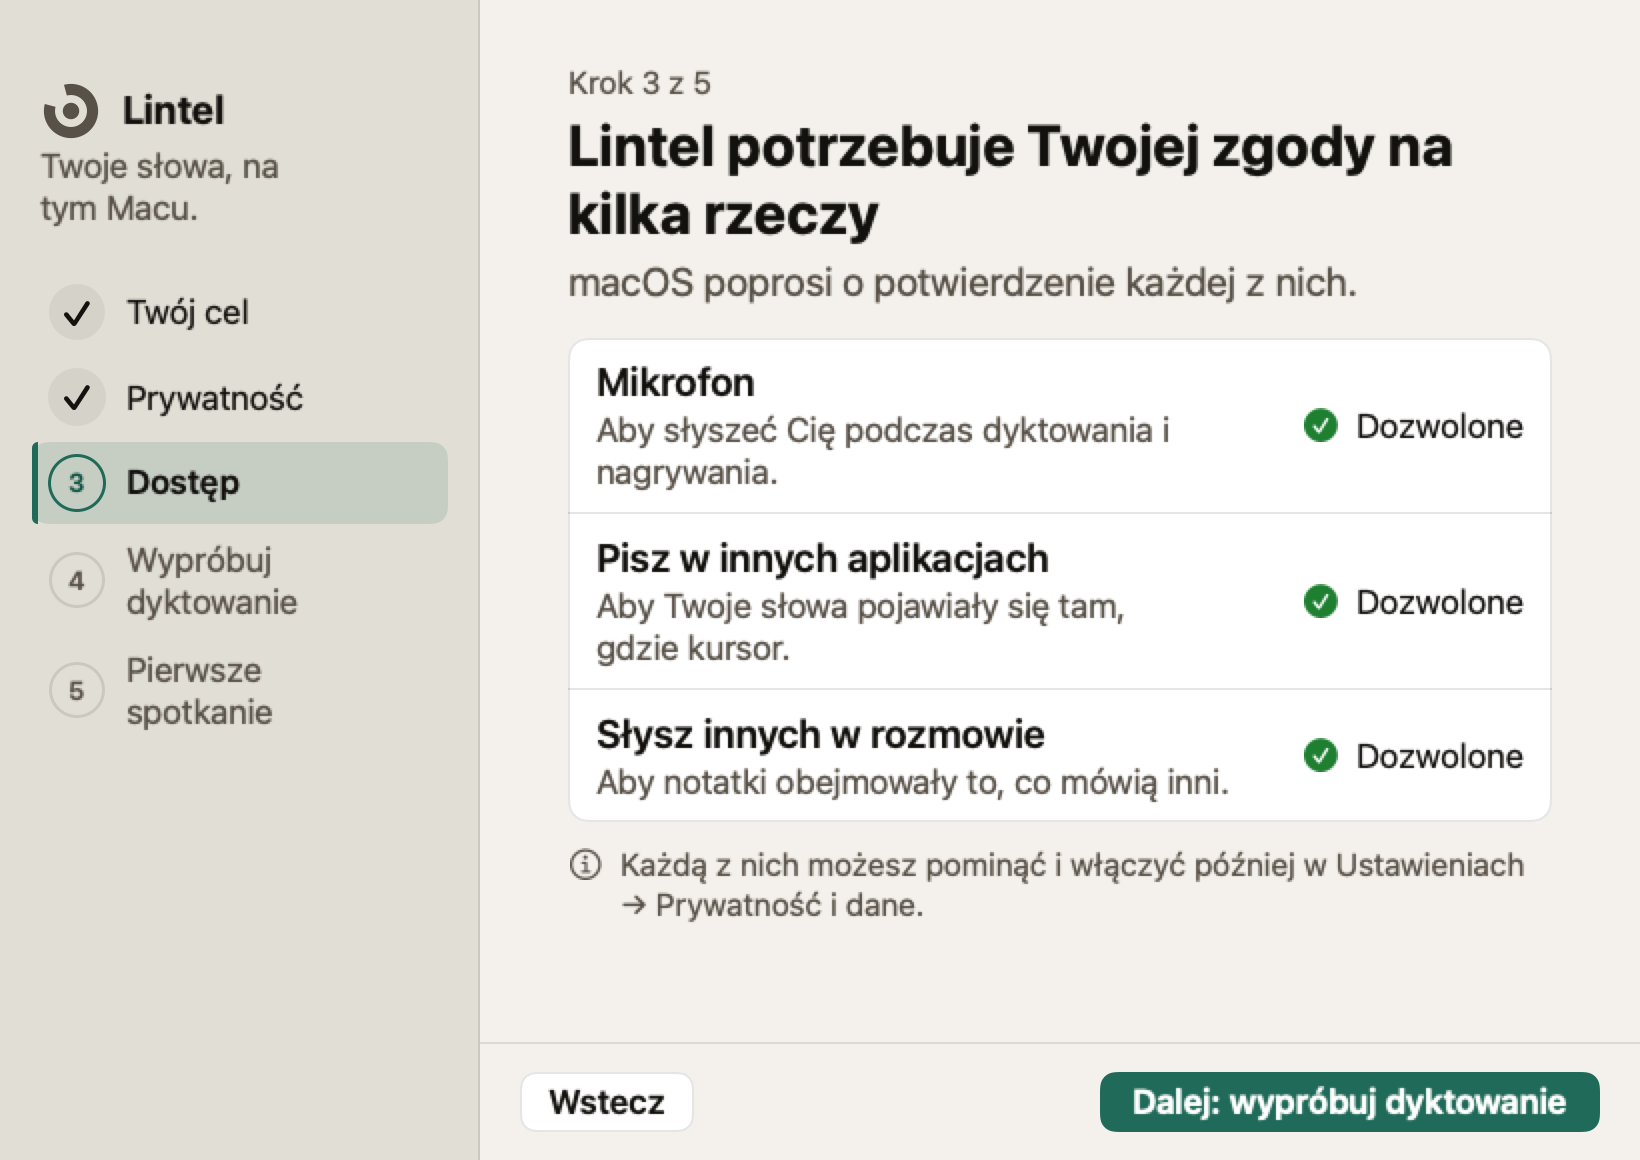 Lintel
Twoje słowa, na
tym Macu.
Twój cel
Prywatność
3 Dostęp
4 Wypróbuj
dyktowanie
5 Pierwsze
spotkanie
Krok 3 z 5
Lintel potrzebuje Twojej zgody na
kilka rzeczy
macOS poprosi o potwierdzenie każdej z nich.
Mikrofon
Aby słyszeć Cię podczas dyktowania i
nagrywania.
Dozwolone
Pisz w innych aplikacjach
Aby Twoje słowa pojawiały się tam,
gdzie kursor.
Dozwolone
Słysz innych w rozmowie
Aby notatki obejmowały to, co mówią inni.
Dozwolone
Każdą z nich możesz pominąć i włączyć później w Ustawieniach
→ Prywatność i dane.
Wstecz
Dalej: wypróbuj dyktowanie